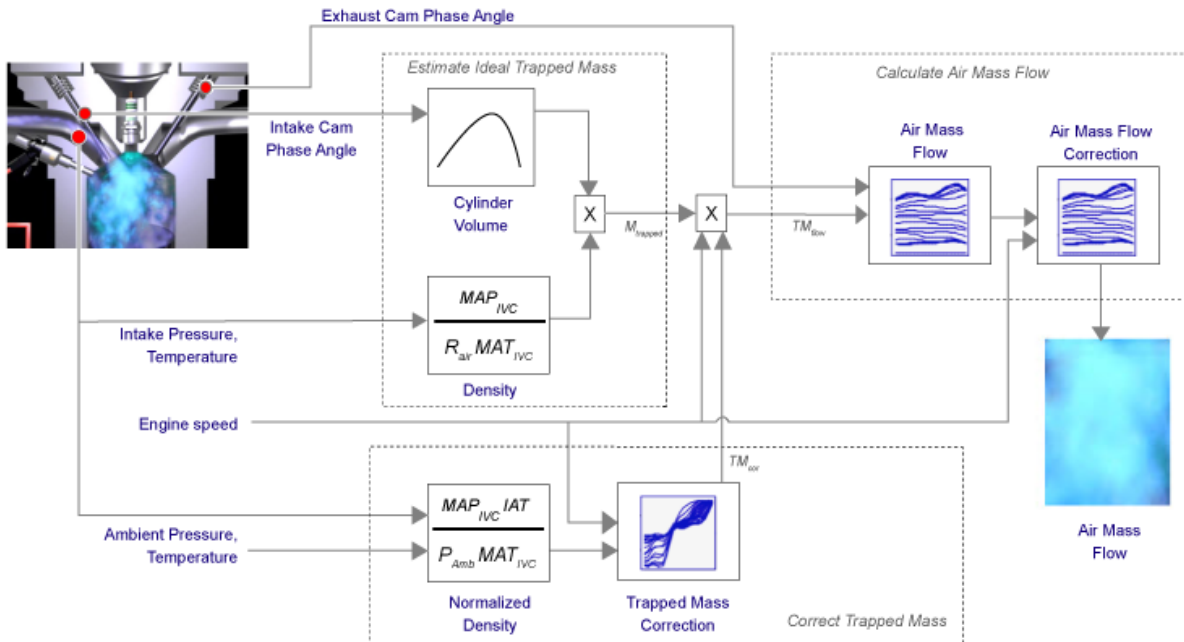 Exhaust Cam Phase Angle
Estimate Ideal Trapped Mass
Calculate Air Mass Flow
Intake Cam
Phase Angle
Cylinder
Volume
Air Mass
Flow
Air Mass Flow
Correction
X
X
M_trapped
TM_flow
MAP_IVC
R_air MAT_IVC
Density
Intake Pressure,
Temperature
Engine speed
TM_cor
MAP_IVC IAT
P_Amb MAT_IVC
Normalized
Density
Ambient Pressure,
Temperature
Trapped Mass
Correction
Correct Trapped Mass
Air Mass
Flow